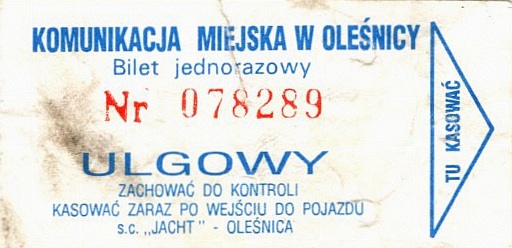 KOMUNIKACJA MIEJSKA W OLEŚNICY
Bilet jednorazowy
Nr 078289
ULGOWY
ZACHOWAĆ DO KONTROLI
KASOWAĆ ZARAZ PO WEJŚCIU DO POJAZDU
s.c. „JACHT" - OLEŚNICA
TU KASOWAĆ